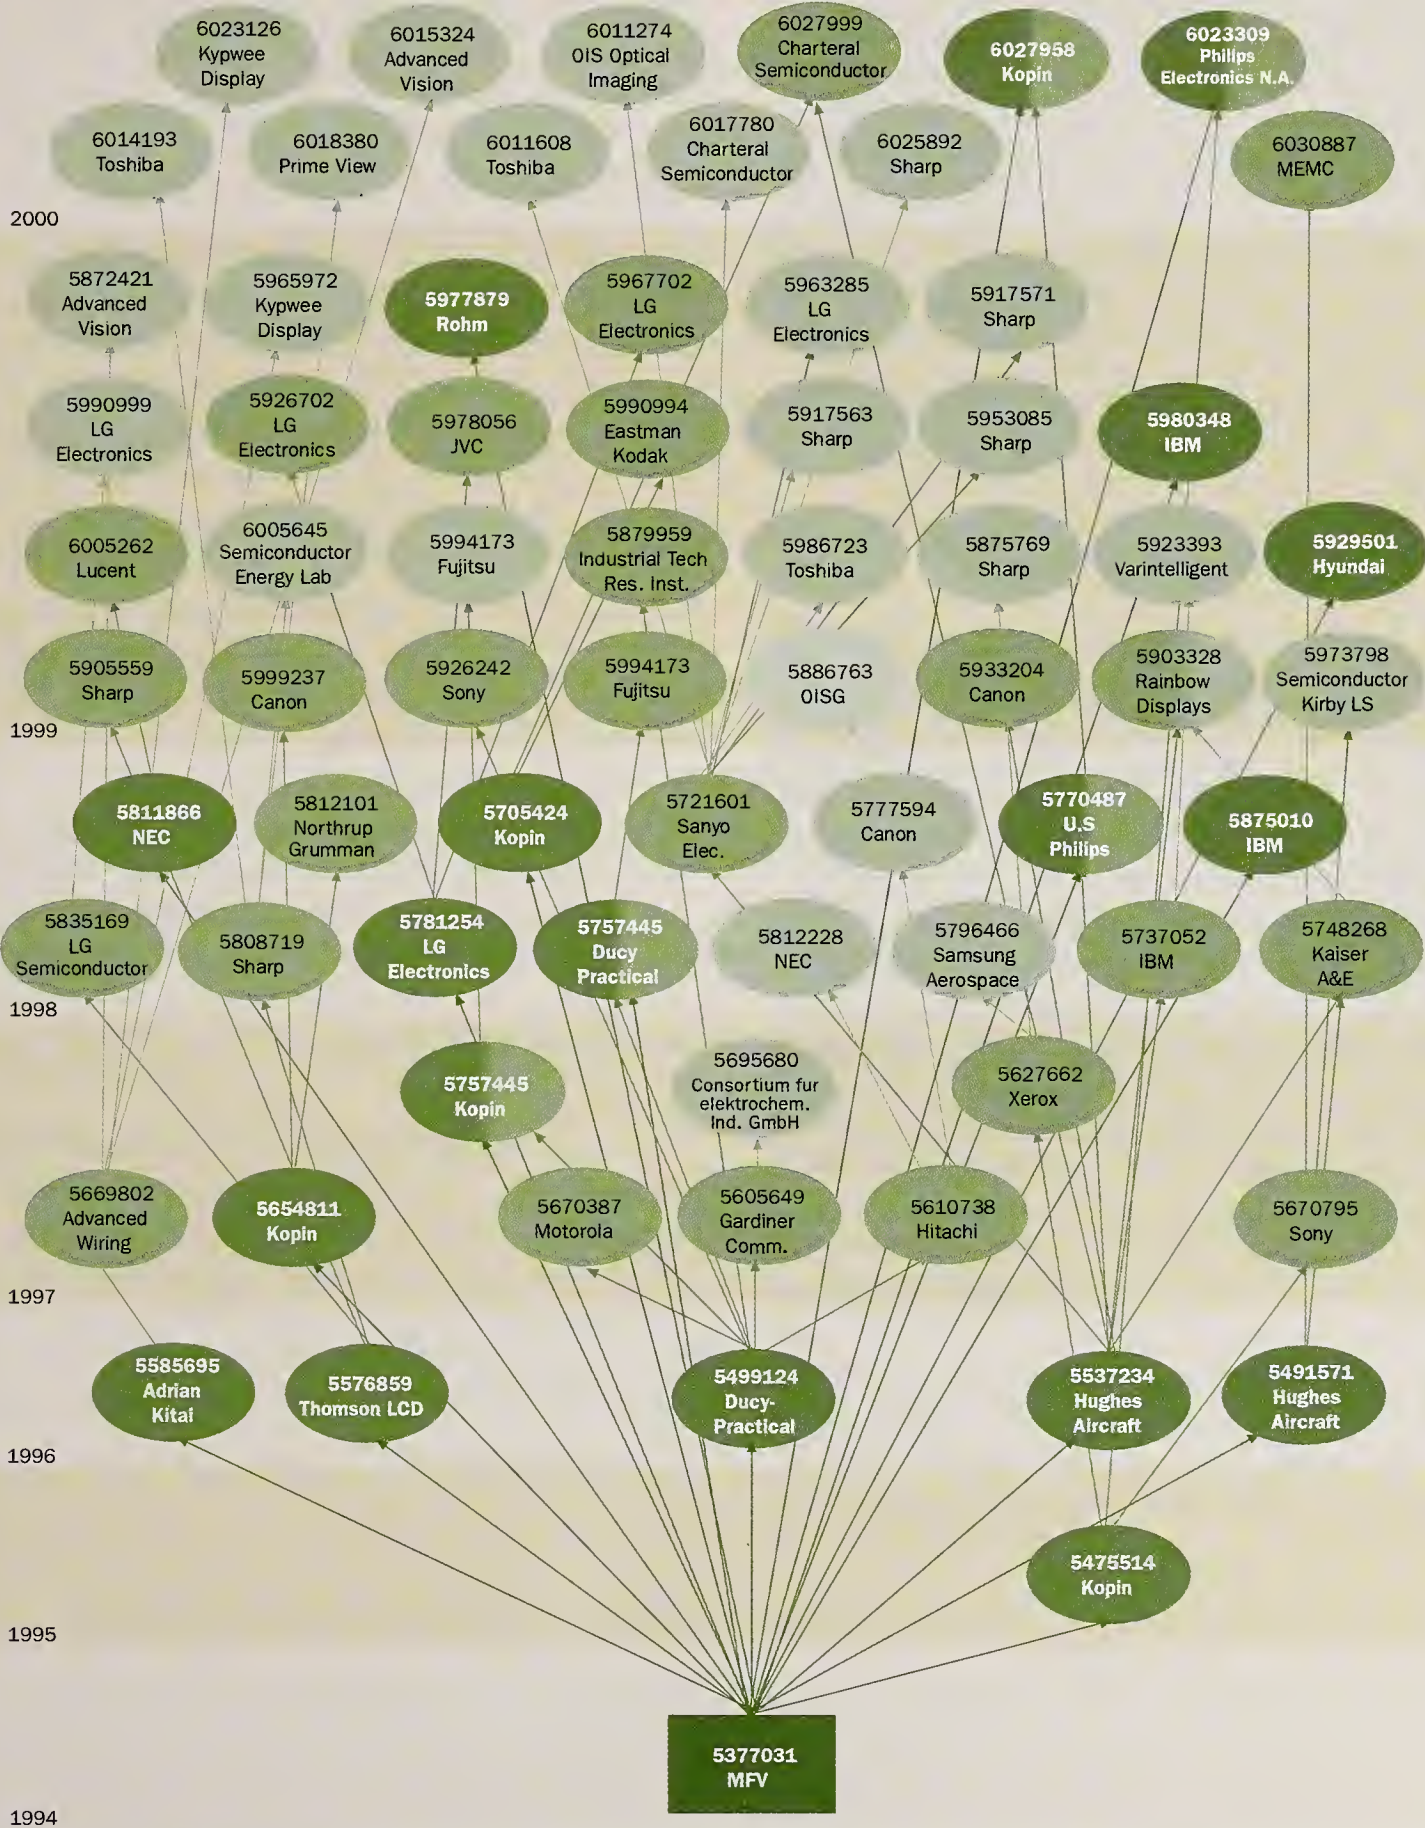 6023126
Kypwee
Display
6015324
Advanced
Vision
6011274
OIS Optical
Imaging
6027999
Charteral
Semiconductor
6027958
Kopin
6023309
Philips
Electronics N.A.
6014193
Toshiba
6018380
Prime View
6011608
Toshiba
6017780
Charteral
Semiconductor
6025892
Sharp
6030887
MEMC
2000
5872421
Advanced
Vision
5965972
Kypwee
Display
5977879
Rohm
5967702
LG
Electronics
5963285
LG
Electronics
5917571
Sharp
5990999
LG
Electronics
5926702
LG
Electronics
5978056
JVC
5990994
Eastman
Kodak
5917563
Sharp
5953085
Sharp
5980348
IBM
6005262
Lucent
6005645
Semiconductor
Energy Lab
5994173
Fujitsu
5879959
Industrial Tech
Res. Inst.
5986723
Toshiba
5875769
Sharp
5923393
Varintelligent
5929501
Hyundai
5905559
Sharp
5999237
Canon
5926242
Sony
5994173
Fujitsu
5886763
OISG
5933204
Canon
5903328
Rainbow
Displays
5973798
Semiconductor
Kirby LS
1999
5811866
NEC
5812101
Northrup
Grumman
5705424
Kopin
5721601
Sanyo
Elec.
5777594
Canon
5770487
U.S
Philips
5875010
IBM
5835169
LG
Semiconductor
5808719
Sharp
5781254
LG
Electronics
5757445
Ducy
Practical
5812228
NEC
5796466
Samsung
Aerospace
5737052
IBM
5748268
Kaiser
A&E
1998
5757445
Kopin
5695680
Consortium fur
elektrochem.
Ind. GmbH
5627662
Xerox
5669802
Advanced
Wiring
5654811
Kopin
5670387
Motorola
5605649
Gardiner
Comm.
5610738
Hitachi
5670795
Sony
1997
5585695
Adrian
Kitai
5576859
Thomson LCD
5499124
Ducy-
Practical
5537234
Hughes
Aircraft
5491571
Hughes
Aircraft
1996
5475514
Kopin
1995
5377031
MFV
1994